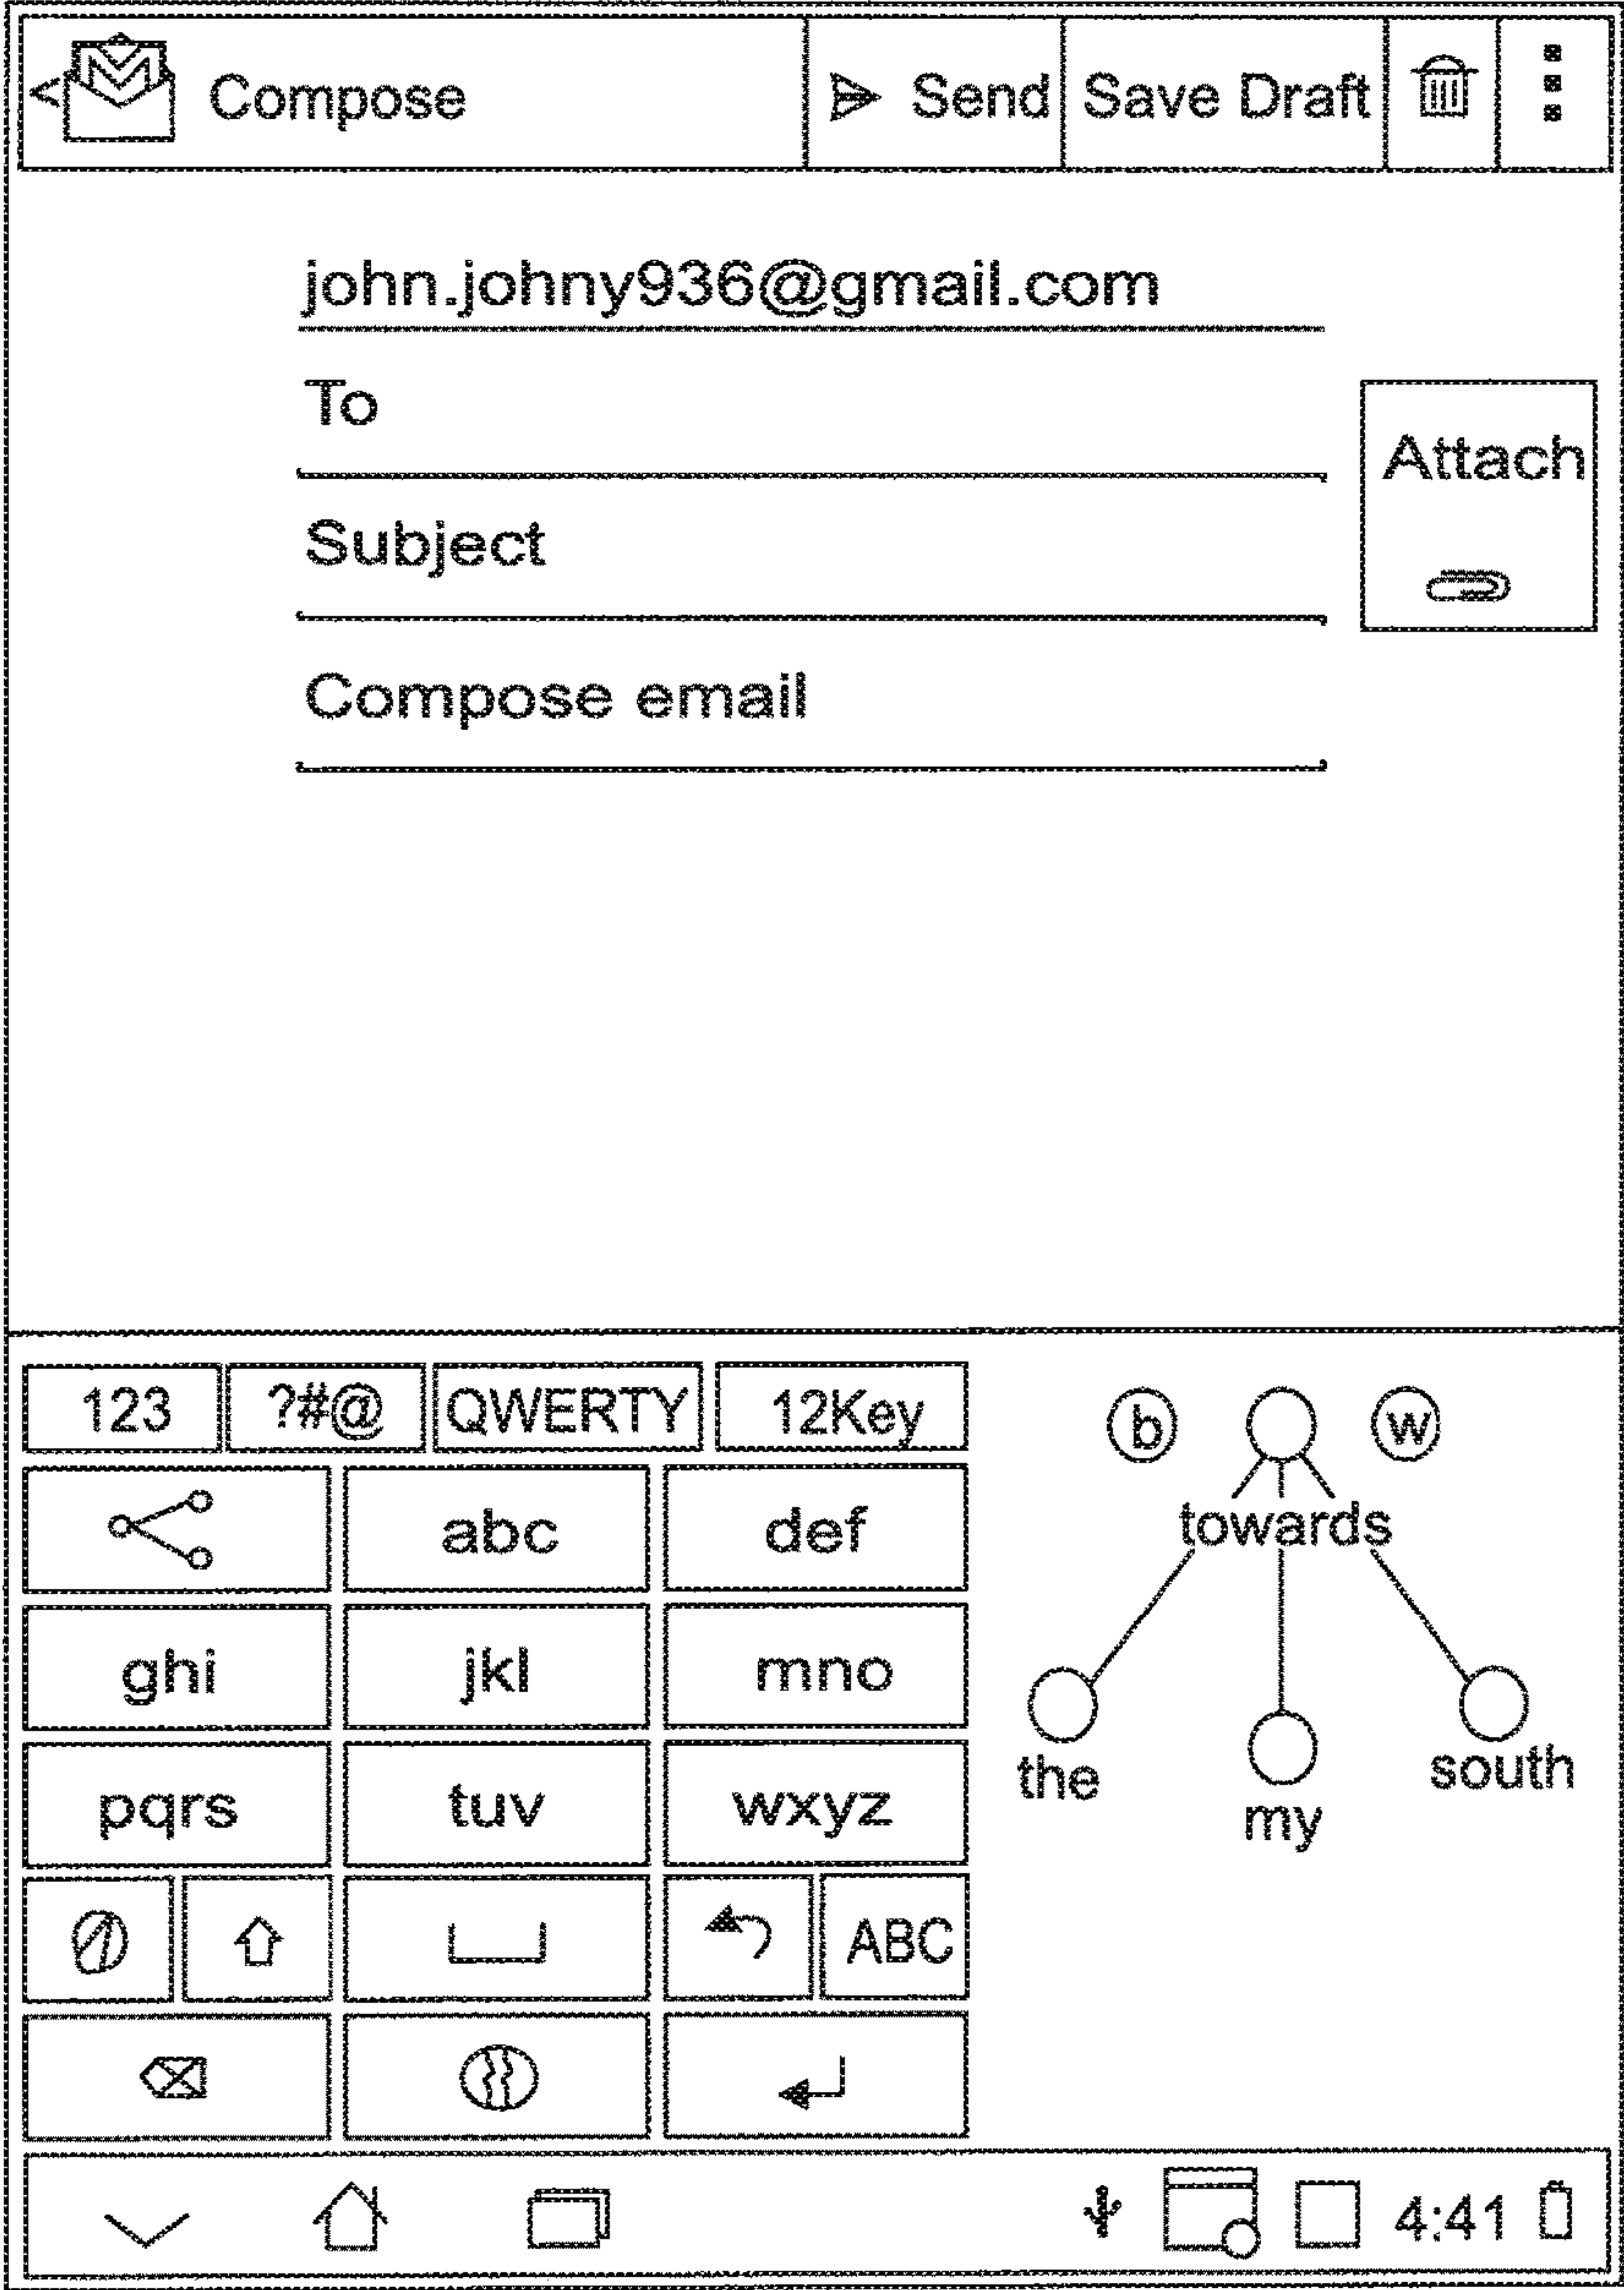 Compose Send Save Draft
john.johny936@gmail.com
To
Attach
Subject
Compose email
123 ?#@ QWERTY 12Key
b w
abc def
towards
ghi jkl mno
the my south
pqrs tuv wxyz
ABC
4:41